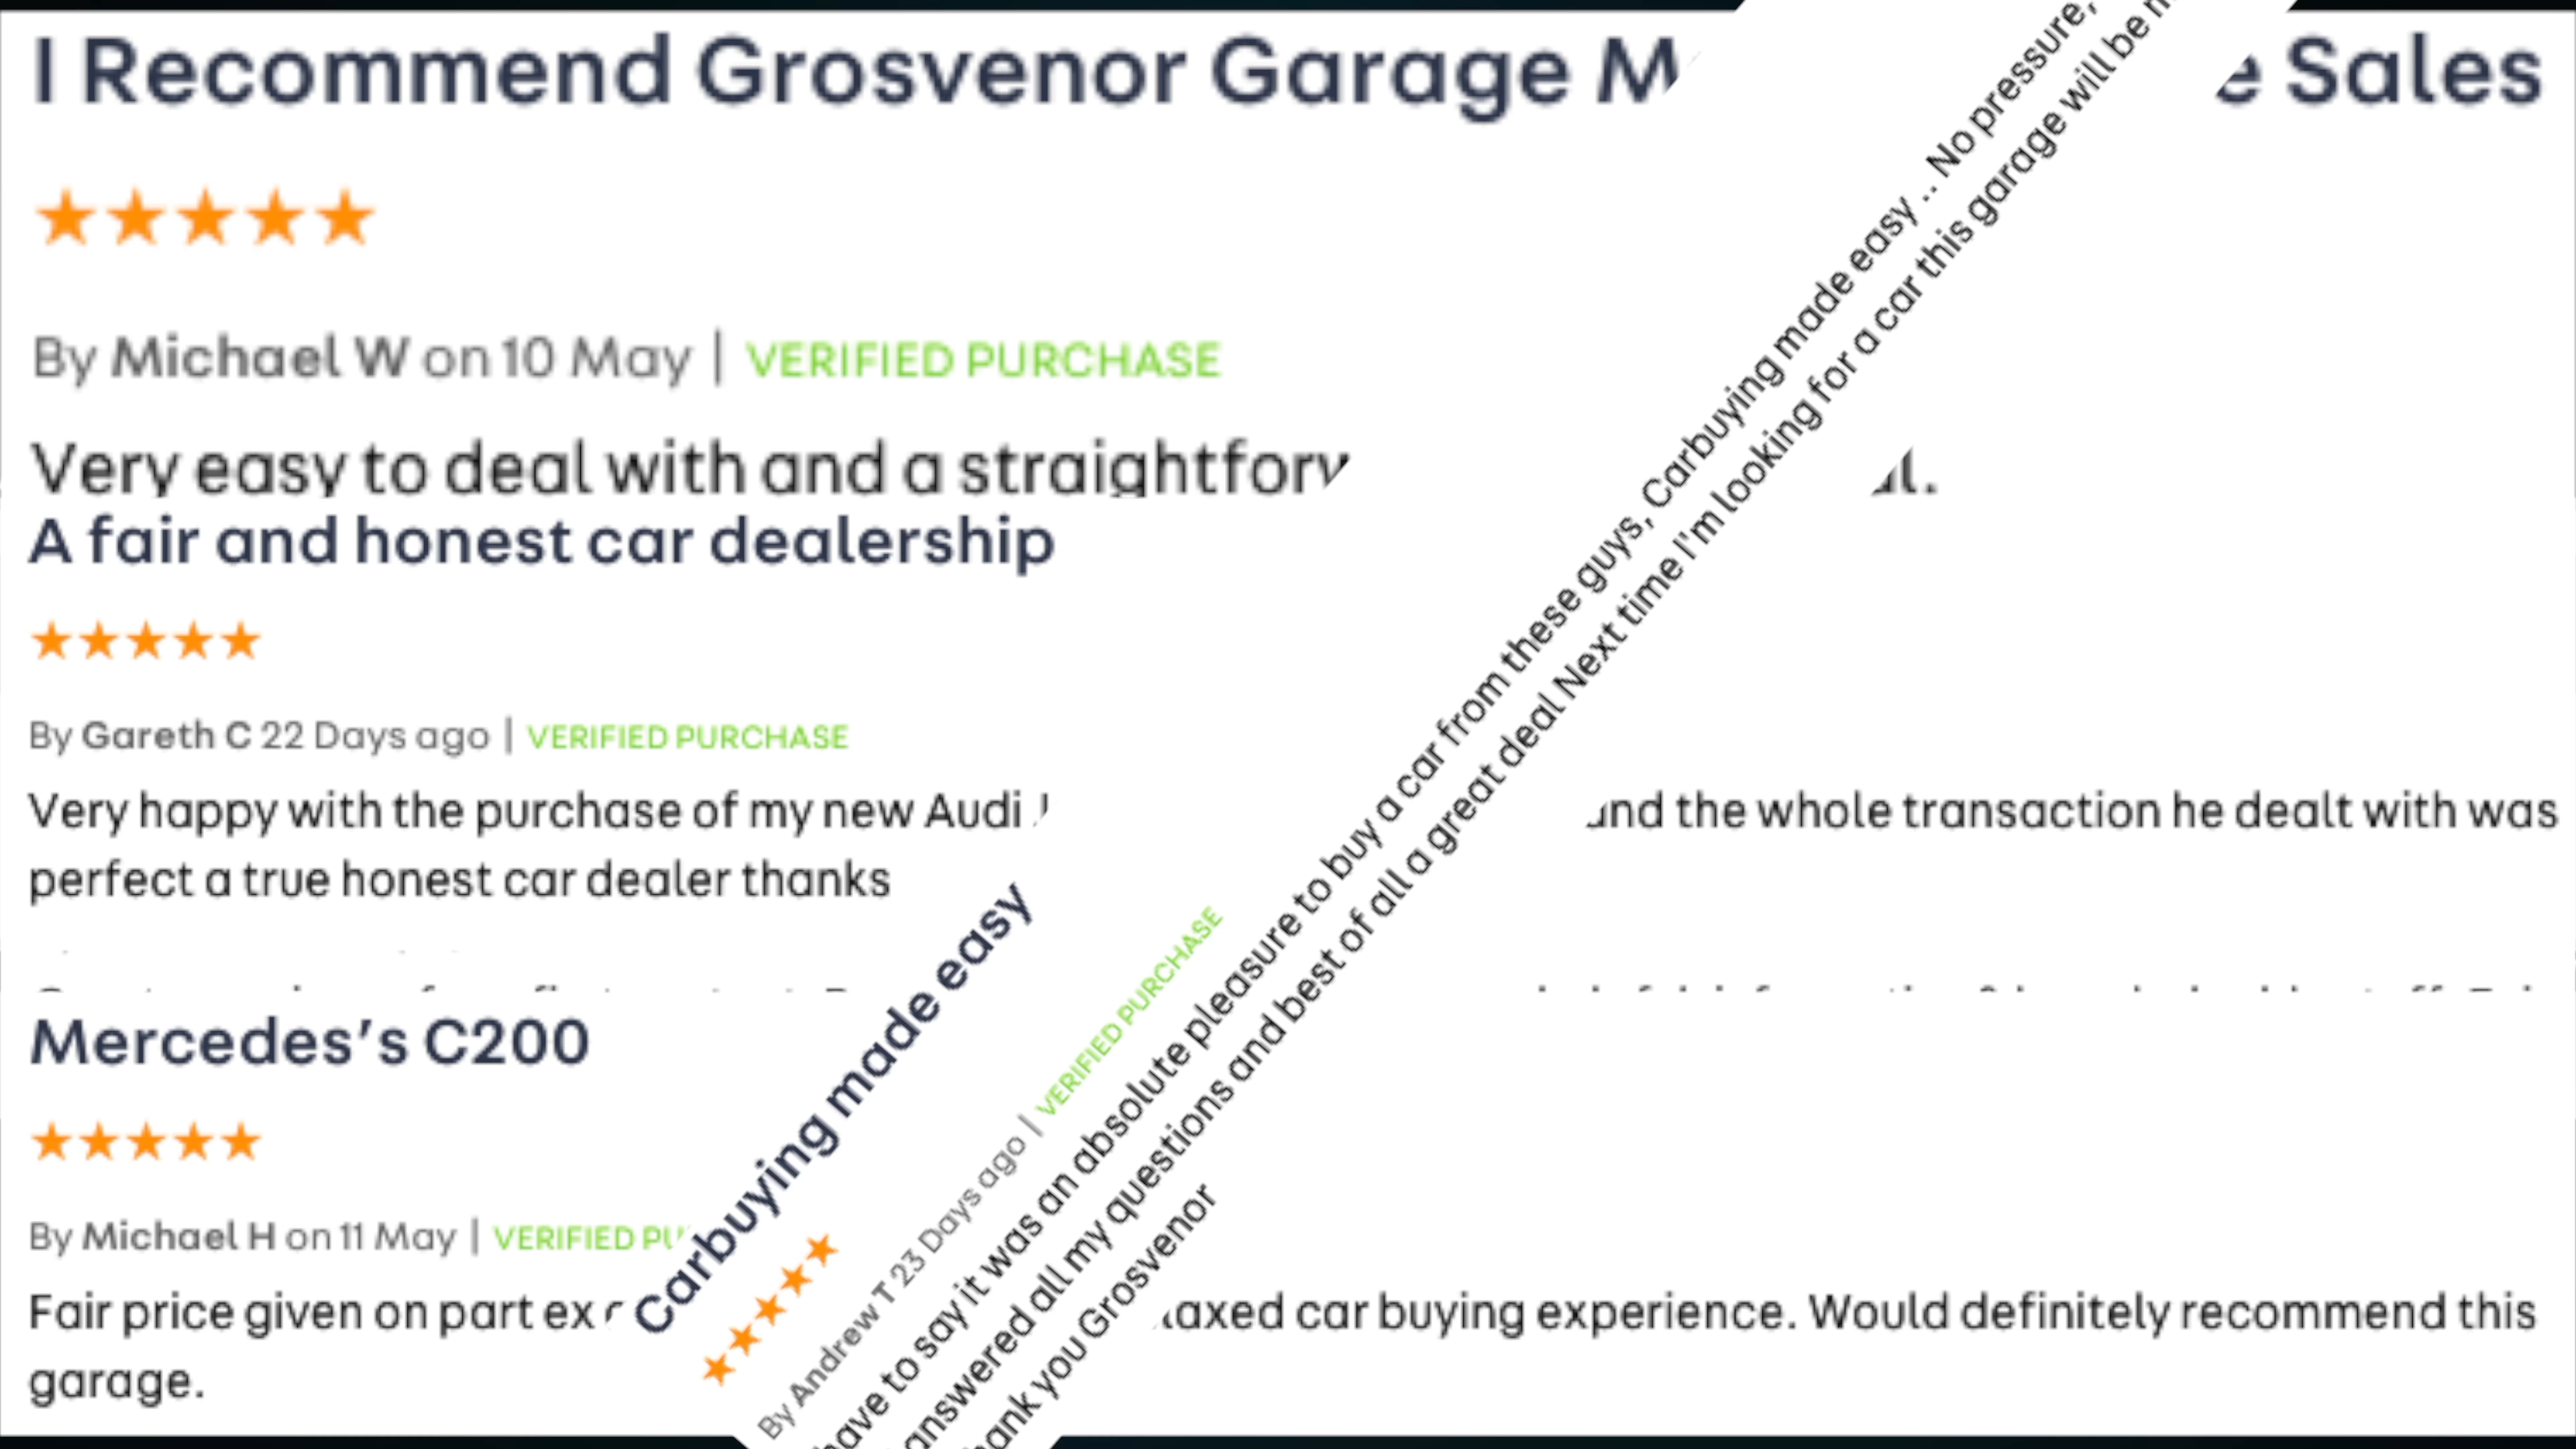 I Recommend Grosvenor Garage
Sales
By Michael W on 10 May | VERIFIED PURCHASE
Very easy to deal with and a
A fair and honest car dealership
By Gareth C 22 Days ago | VERIFIED PURCHASE
Very happy with the purchase of my new Audi
the whole transaction he dealt with was
perfect a true honest car dealer thanks
Mercedes's C200
By Michael H on 11 May | VERIFIED
Fair price given on part ex
car buying experience. Would definitely recommend this
garage.
Carbuying made easy
By Andrew T 23 Days ago | VERIFIED PURCHASE
have to say it was an absolute pleasure to buy a car from these guys, Carbuying made easy ... No pressure,
answered all my questions and best of all a great deal Next time I'm looking for a car this garage will be
you Grosvenor